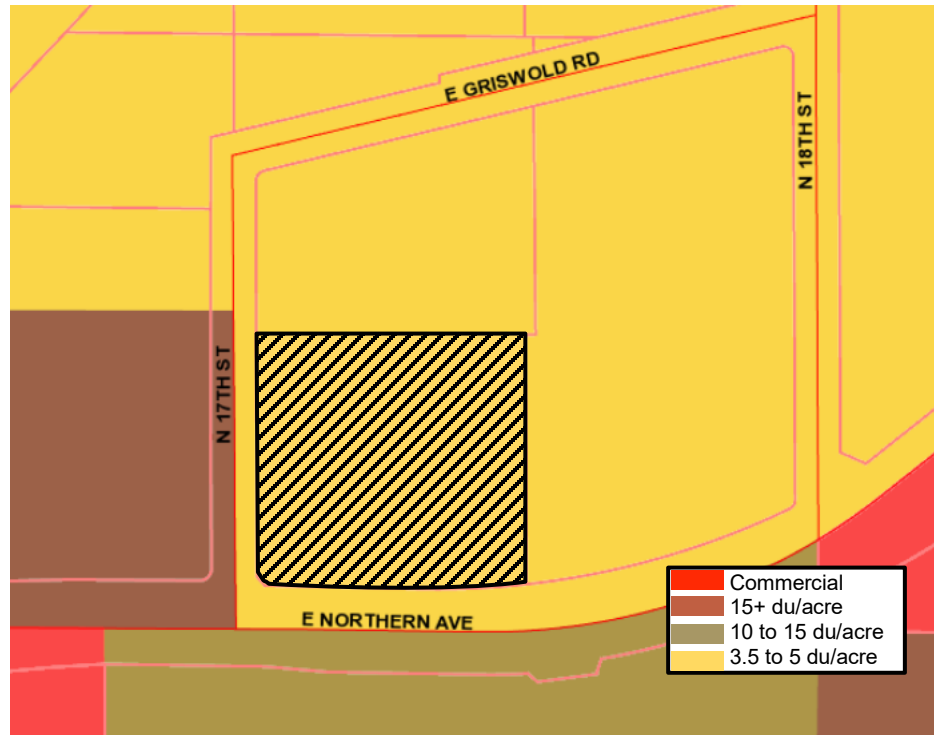 E GRISWOLD RD
N 18TH ST
N 17TH ST
E NORTHERN AVE
Commercial
15+ du/acre
10 to 15 du/acre
3.5 to 5 du/acre